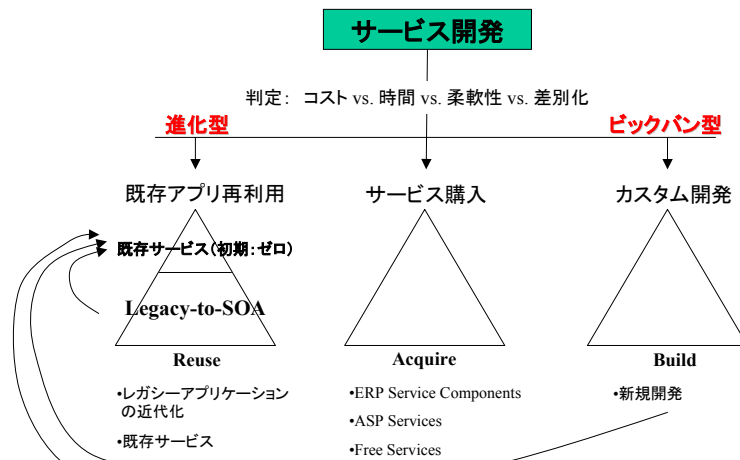 サービス開発
判定： コスト vs. 時間 vs. 柔軟性 vs. 差別化
進化型
ビックバン型
既存アプリ再利用
サービス購入
カスタム開発
既存サービス（初期：ゼロ）
Legacy-to-SOA
Reuse
Acquire
Build
•レガシーアプリケーション
の近代化
•既存サービス
•ERP Service Components
•ASP Services
•Free Services
•新規開発